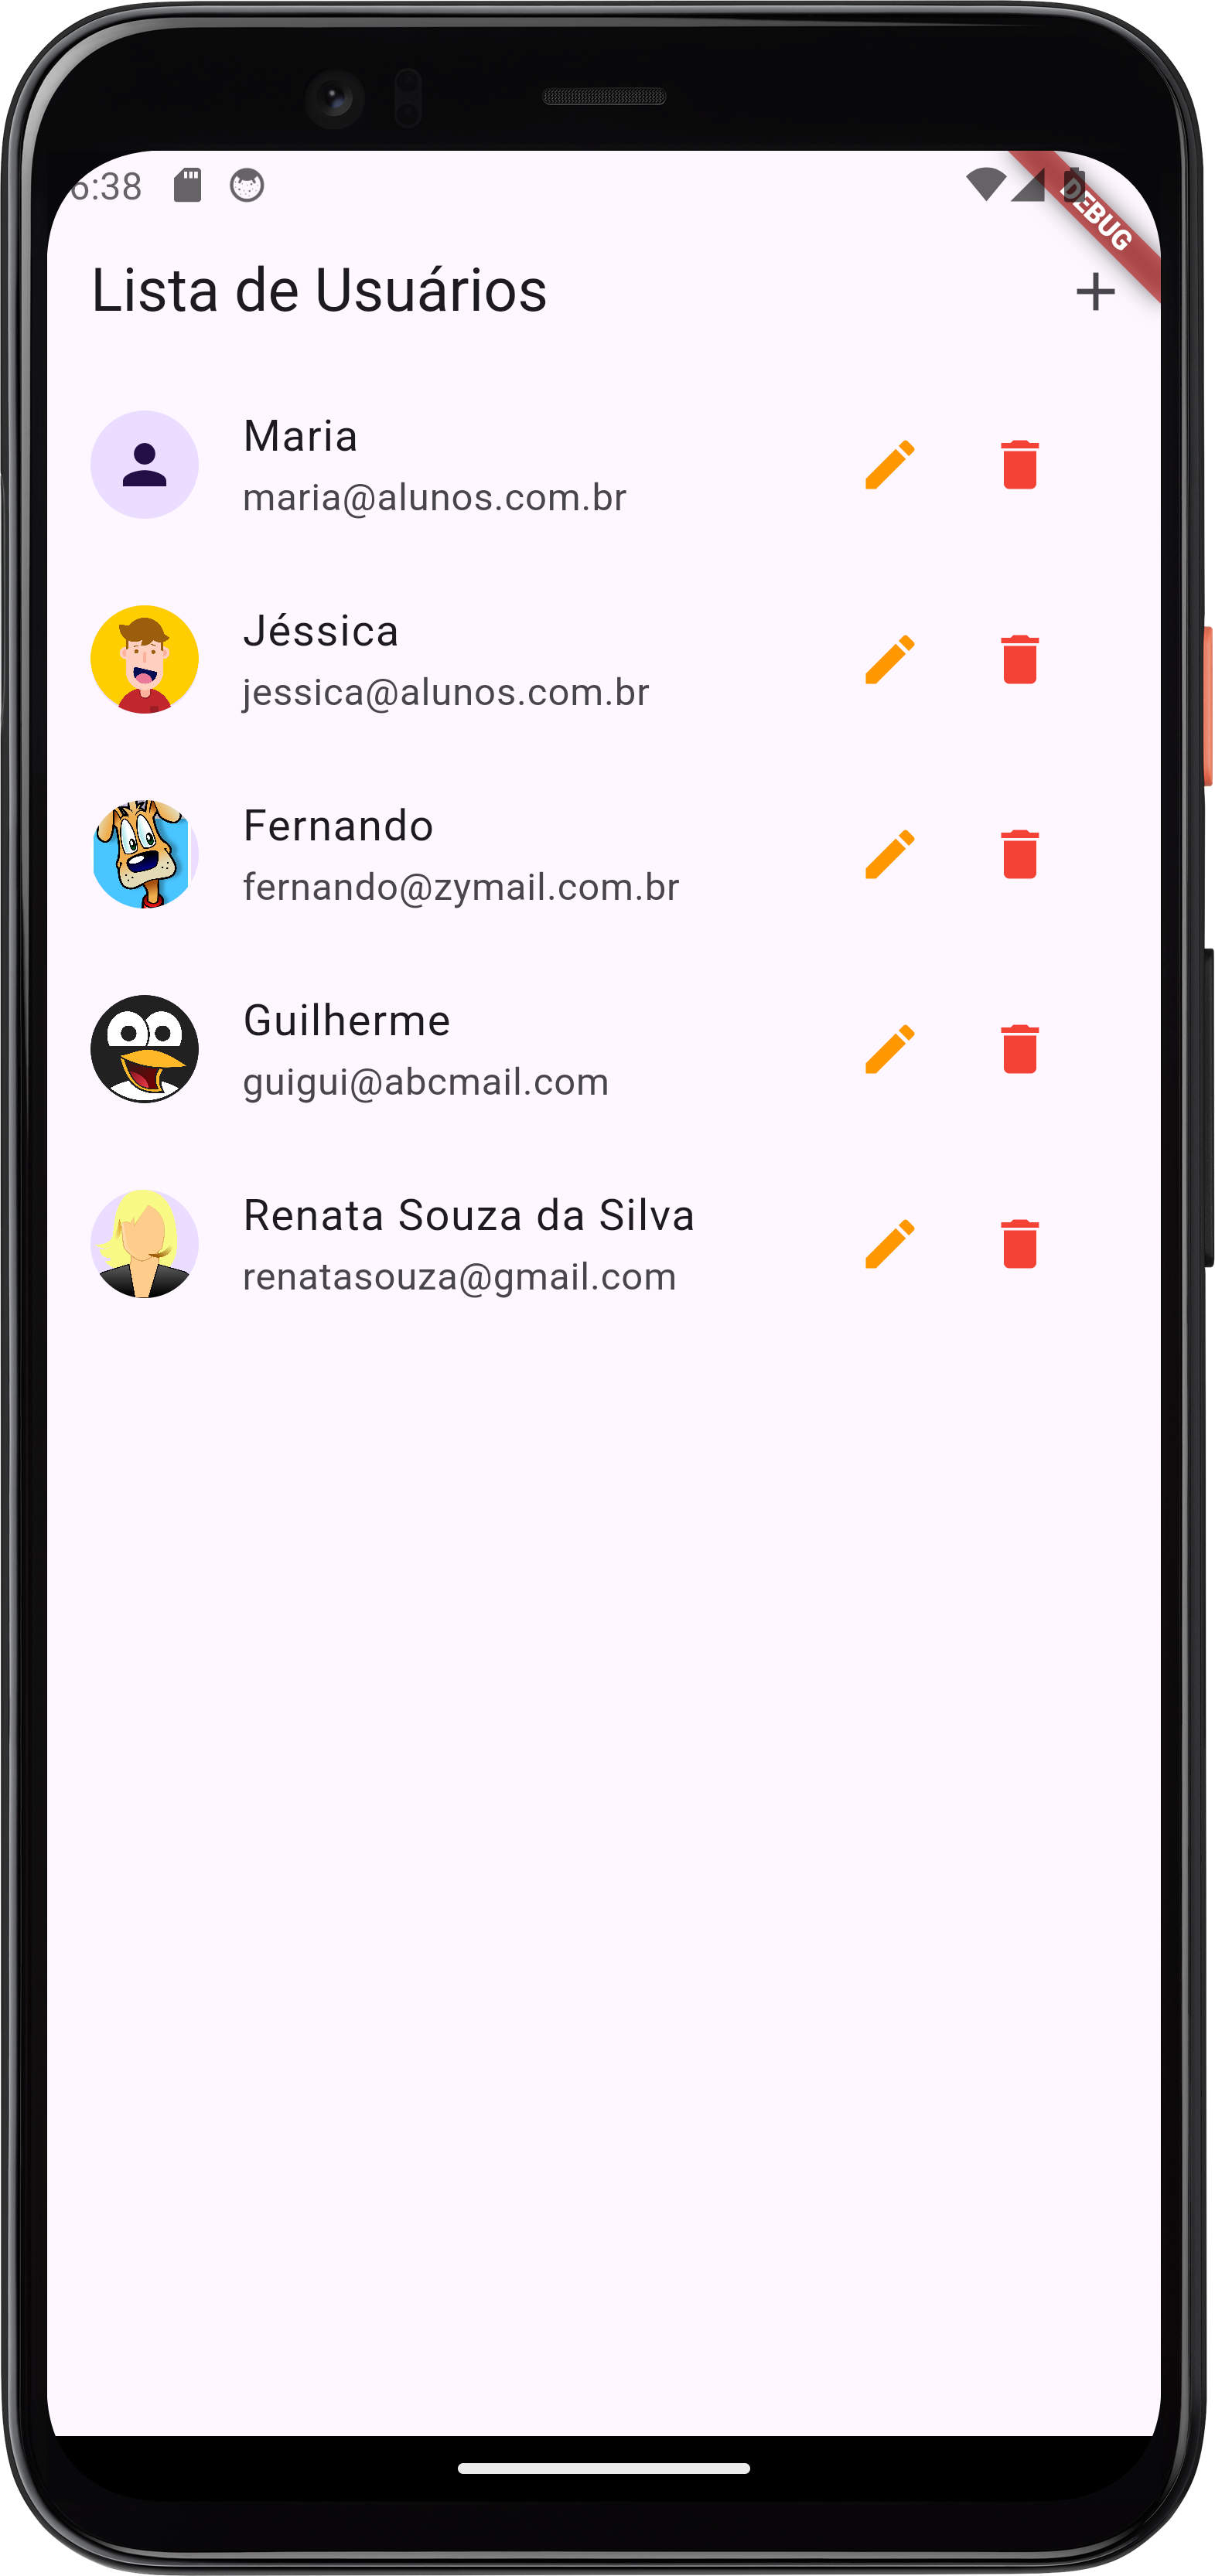 6:38
DEBUG
Lista de Usuários
Maria
maria@alunos.com.br
Jéssica
jessica@alunos.com.br
Fernando
fernando@zymail.com.br
Guilherme
guigui@abcmail.com
Renata Souza da Silva
renatasouza@gmail.com